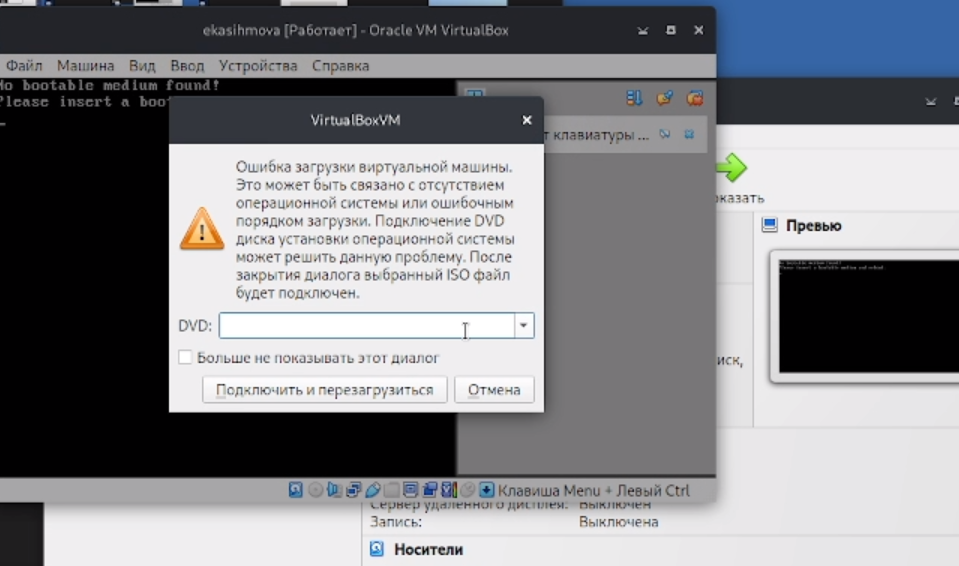 ekasihmova [Работает] - Oracle VM VirtualBox
Файл Машина Вид Ввод Устройства Справка
No bootable medium found!
Please insert a boot
VirtualBoxVM
т клавиатуры ...
Ошибка загрузки виртуальной машины.
Это может быть связано с отсутствием
операционной системы или ошибочным
порядком загрузки. Подключение DVD
диска установки операционной системы
может решить данную проблему. После
закрытия диалога выбранный ISO файл
будет подключен.
DVD:
Больше не показывать этот диалог
Подключить и перезагрузиться Отмена
оказать
Превью
No bootable medium found!
иск,
Клавиша Menu + Левый Ctrl
Сервер удаленного дисплея: Выключен
Запись: Выключена
Носители